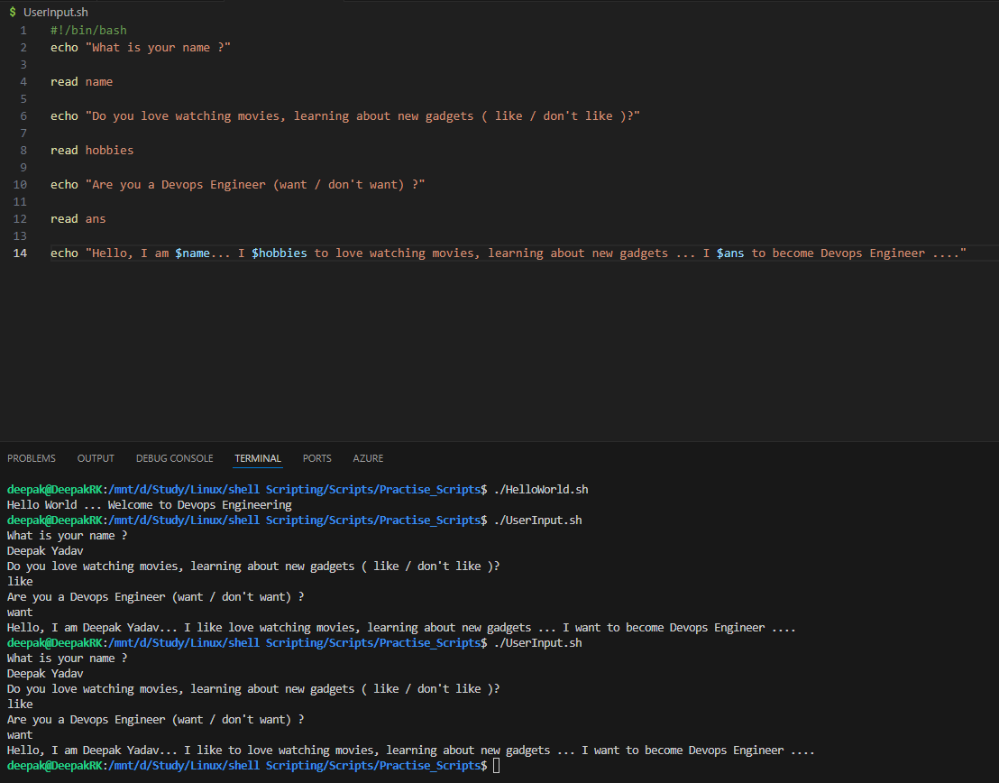 $ UserInput.sh
1 #!/bin/bash
2 echo "What is your name ?"
3
4 read name
5
6 echo "Do you love watching movies, learning about new gadgets ( like / don't like )?"
7
8 read hobbies
9
10 echo "Are you a Devops Engineer (want / don't want) ?"
11
12 read ans
13
14 echo "Hello, I am $name... I $hobbies to love watching movies, learning about new gadgets ... I $ans to become Devops Engineer ...."
PROBLEMS OUTPUT DEBUG CONSOLE TERMINAL PORTS AZURE
deepak@DeepakRK:/mnt/d/Study/Linux/shell Scripting/Scripts/Practise_Scripts$ ./HelloWorld.sh
Hello World ... Welcome to Devops Engineering
deepak@DeepakRK:/mnt/d/Study/Linux/shell Scripting/Scripts/Practise_Scripts$ ./UserInput.sh
What is your name ?
Deepak Yadav
Do you love watching movies, learning about new gadgets ( like / don't like )?
like
Are you a Devops Engineer (want / don't want) ?
want
Hello, I am Deepak Yadav... I like love watching movies, learning about new gadgets ... I want to become Devops Engineer ....
deepak@DeepakRK:/mnt/d/Study/Linux/shell Scripting/Scripts/Practise_Scripts$ ./UserInput.sh
What is your name ?
Deepak Yadav
Do you love watching movies, learning about new gadgets ( like / don't like )?
like
Are you a Devops Engineer (want / don't want) ?
want
Hello, I am Deepak Yadav... I like to love watching movies, learning about new gadgets ... I want to become Devops Engineer ....
deepak@DeepakRK:/mnt/d/Study/Linux/shell Scripting/Scripts/Practise_Scripts$